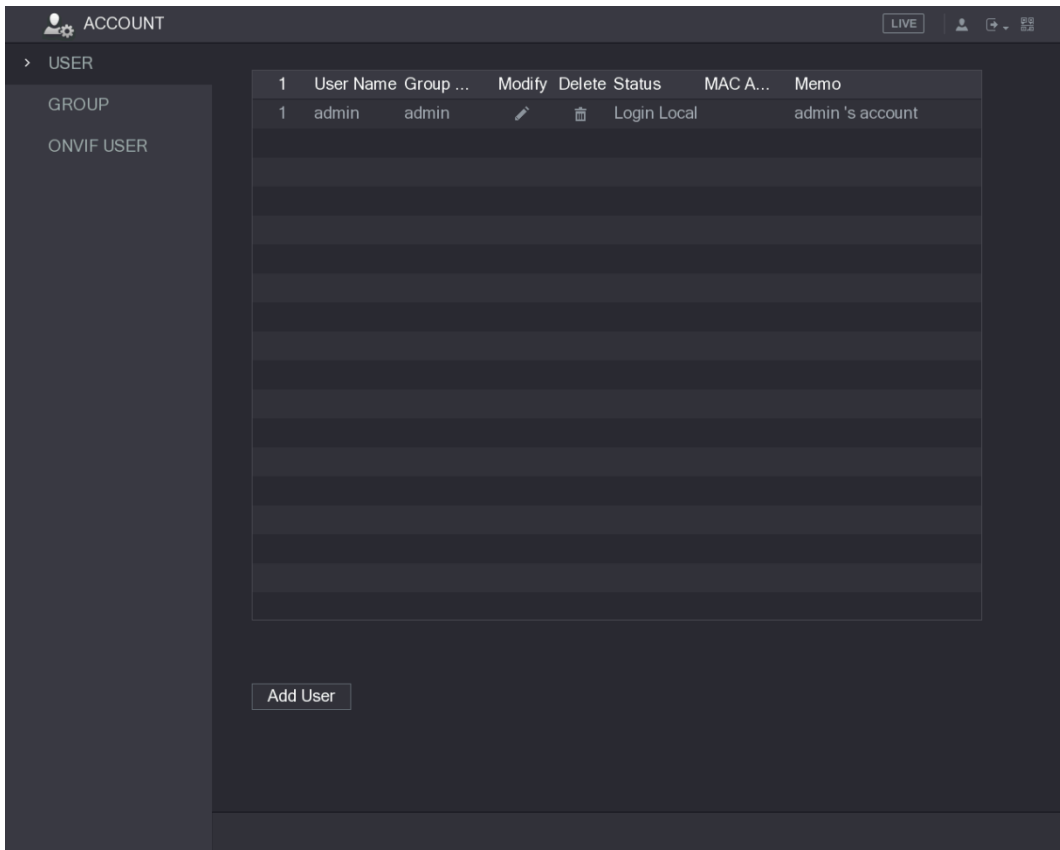 ACCOUNT LIVE
USER
GROUP
ONVIF USER
1 User Name Group ... Modify Delete Status MAC A... Memo
1 admin admin Login Local admin 's account
Add User